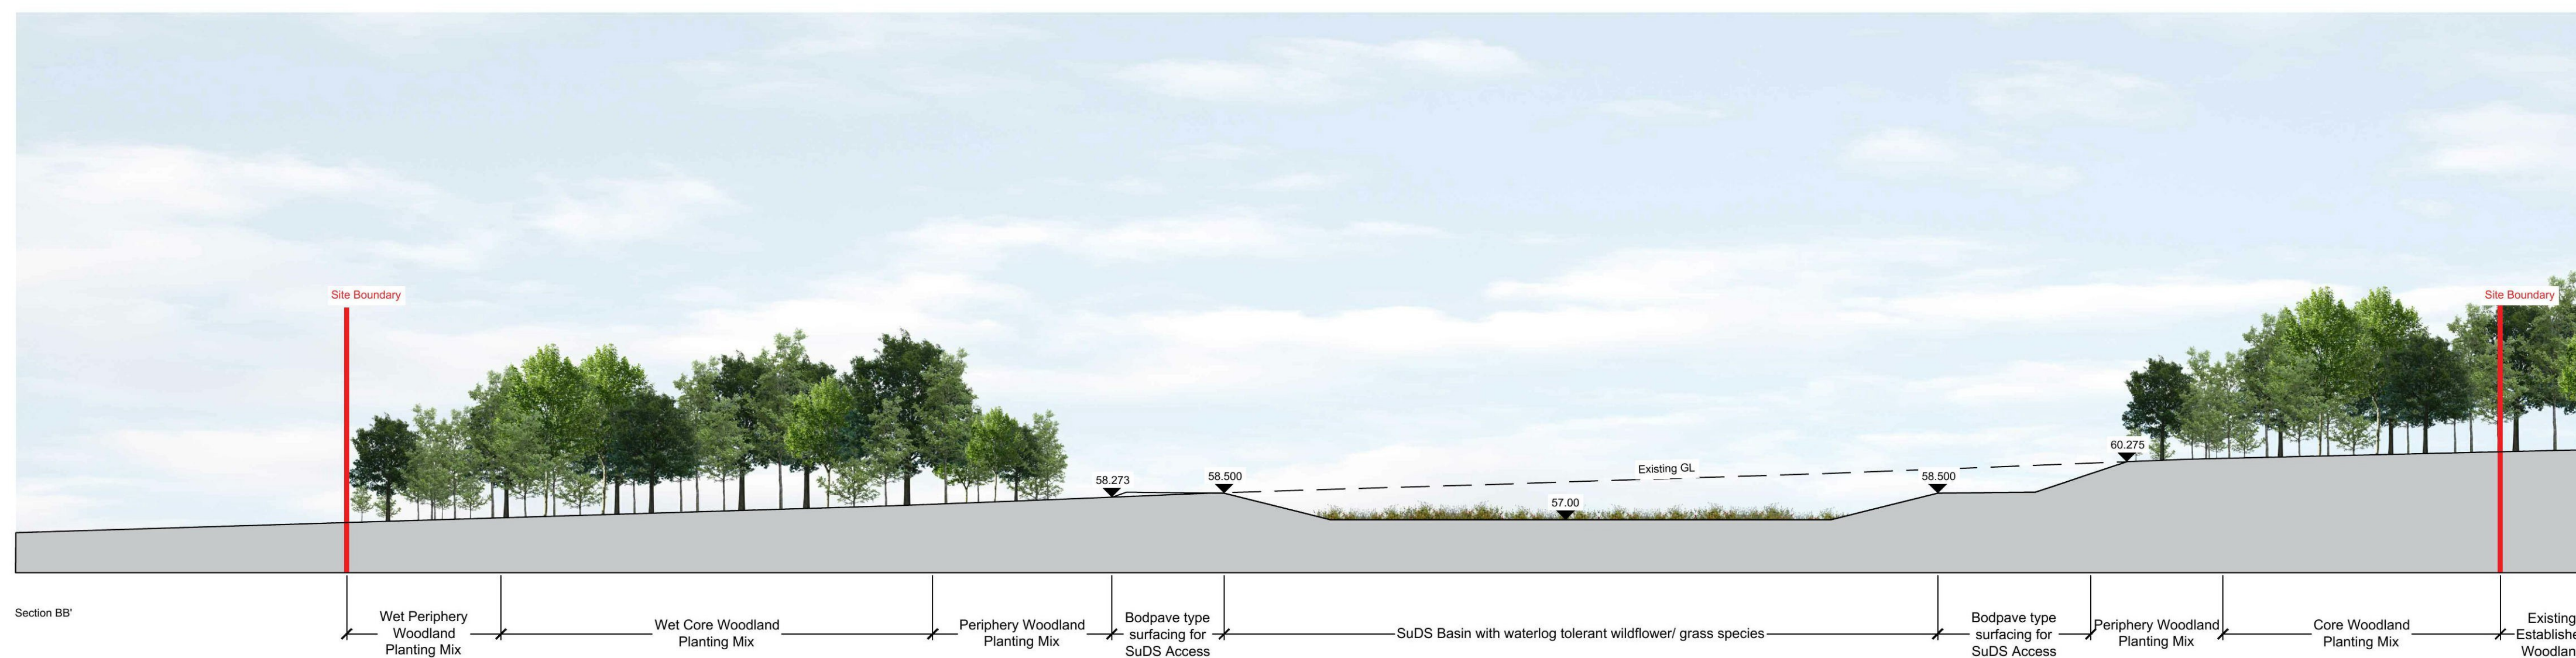 Site Boundary
Site Boundary
60.275
Existing GL
58.273
58.500
58.500
57.00
Section BB'
Wet Periphery
Woodland
Planting Mix
Wet Core Woodland
Planting Mix
Periphery Woodland
Planting Mix
Bodpave type
surfacing for
SuDS Access
SuDS Basin with waterlog tolerant wildflower/ grass species
Bodpave type
surfacing for
SuDS Access
Periphery Woodland
Planting Mix
Core Woodland
Planting Mix
Existing
Establishe
Woodlan